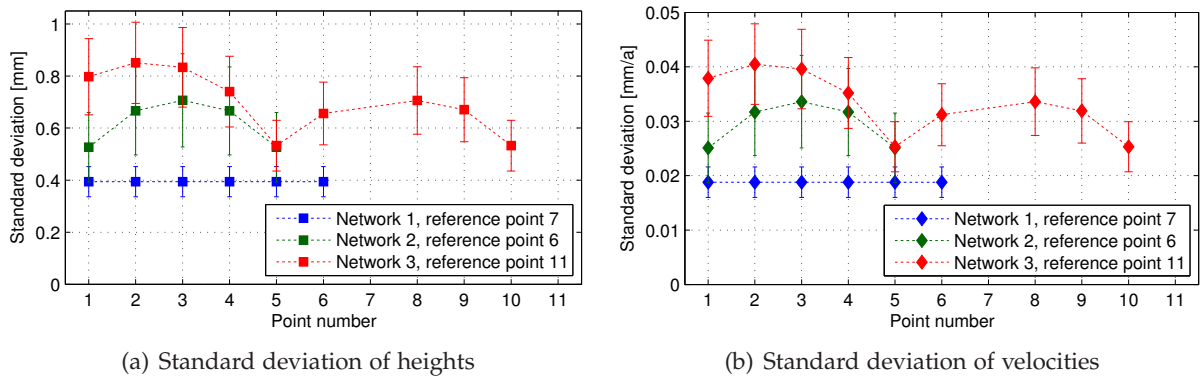 1
0.8
0.6
0.4
0.2
0
Standard deviation [mm]
1 2 3 4 5 6 7 8 9 10 11
Point number
Network 1, reference point 7
Network 2, reference point 6
Network 3, reference point 11
(a) Standard deviation of heights
0.05
0.04
0.03
0.02
0.01
0
Standard deviation [mm/a]
1 2 3 4 5 6 7 8 9 10 11
Point number
Network 1, reference point 7
Network 2, reference point 6
Network 3, reference point 11
(b) Standard deviation of velocities